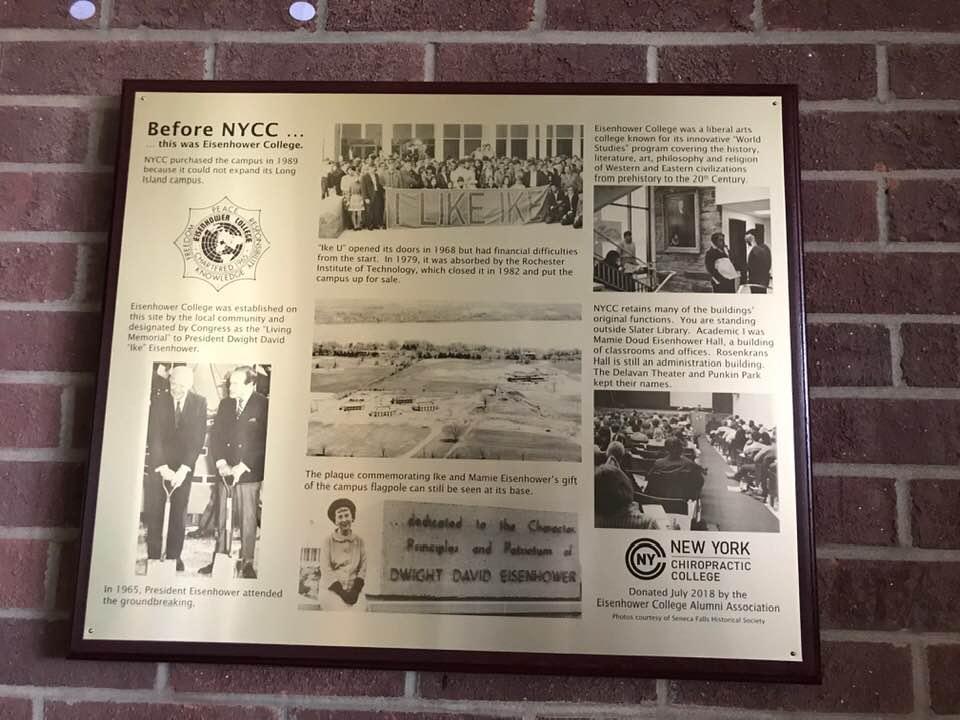 Before NYCC ...
... this was Eisenhower College.
NYCC purchased the campus in 1989
because it could not expand its Long
Island campus.
PEACE
FREEDOM
EISENHOWER COLLEGE
CHARTERED 1965
KNOWLEDGE
Eisenhower College was established on
this site by the local community and
designated by Congress as the "Living
Memorial" to President Dwight David
"Ike" Eisenhower.
In 1965, President Eisenhower attended
the groundbreaking.
I LIKE IKE
"Ike U" opened its doors in 1968 but had financial difficulties
from the start. In 1979, it was absorbed by the Rochester
Institute of Technology, which closed it in 1982 and put the
campus up for sale.
The plaque commemorating Ike and Mamie Eisenhower's gift
of the campus flagpole can still be seen at its base.
dedicated to the Character,
Principles and Patriotism of
DWIGHT DAVID EISENHOWER
Eisenhower College was a liberal arts
college known for its innovative "World
Studies" program covering the history,
literature, art, philosophy and religion
of Western and Eastern civilizations
from prehistory to the 20th Century.
NYCC retains many of the buildings'
original functions. You are standing
outside Slater Library. Academic I was
Mamie Doud Eisenhower Hall, a building
of classrooms and offices. Rosenkrans
Hall is still an administration building.
The Delavan Theater and Punkin Park
kept their names.
NY
NEW YORK
CHIROPRACTIC
COLLEGE
Donated July 2018 by the
Eisenhower College Alumni Association
Photos courtesy of Seneca Falls Historical Society